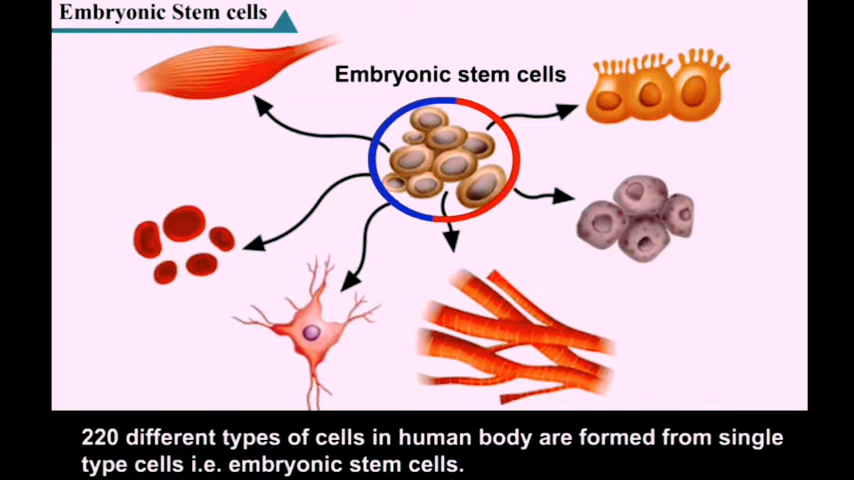 Embryonic Stem cells
Embryonic stem cells
220 different types of cells in human body are formed from single
type cells i.e. embryonic stem cells.